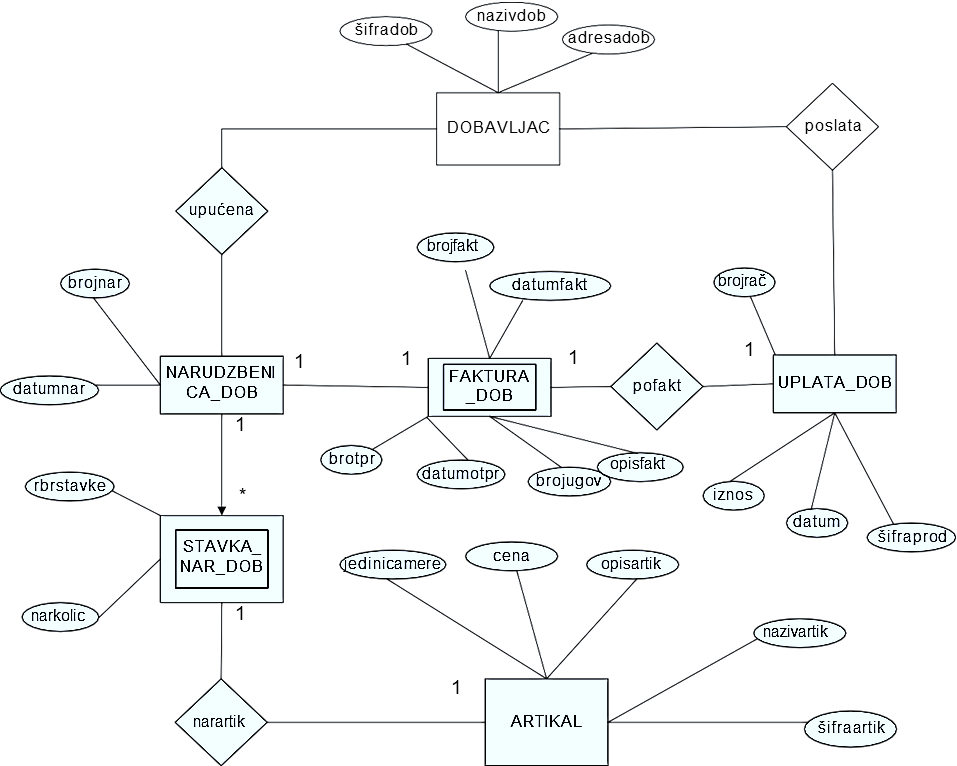 nazivdob
šifradob
adresadob
DOBAVLJAC
poslata
upućena
brojfakt
brojnar
brojrač
datumfakt
1
1
1
1
NARUDZBENI
CA_DOB
FAKTURA
_DOB
pofakt
UPLATA_DOB
datumnar
1
brotpr
datumotpr
brojugov
opisfakt
rbrstavke
*
iznos
datum
šifraprod
STAVKA_
NAR_DOB
jedinicamere
cena
opisartik
narkolic
1
nazivartik
1
narartik
ARTIKAL
šifraartik